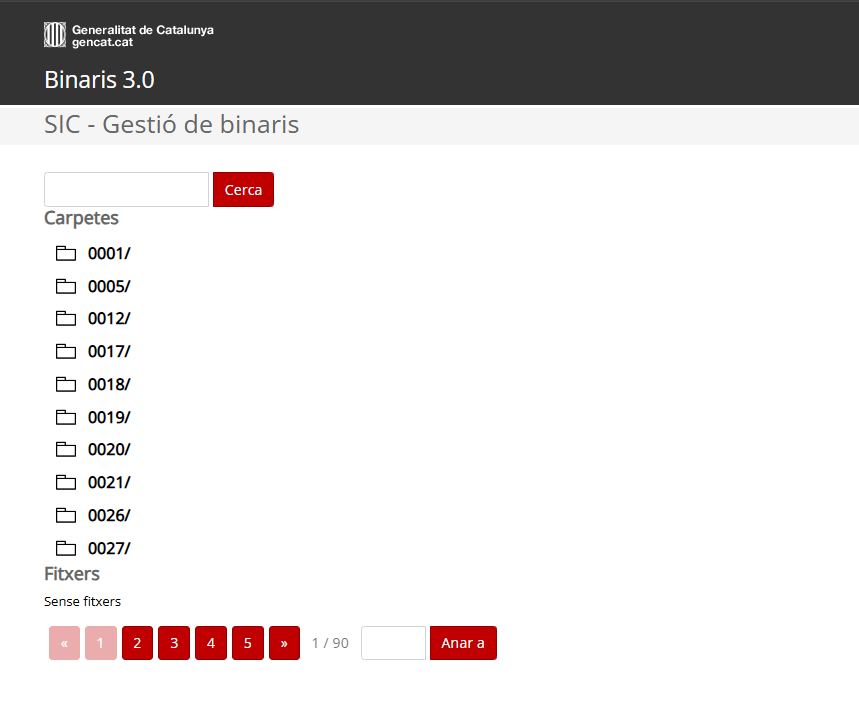 Generalitat de Catalunya
gencat.cat
Binaris 3.0
SIC - Gestió de binaris
Cerca
Carpetes
0001/
0005/
0012/
0017/
0018/
0019/
0020/
0021/
0026/
0027/
Fitxers
Sense fitxers
« 1 2 3 4 5 » 1 / 90 Anar a